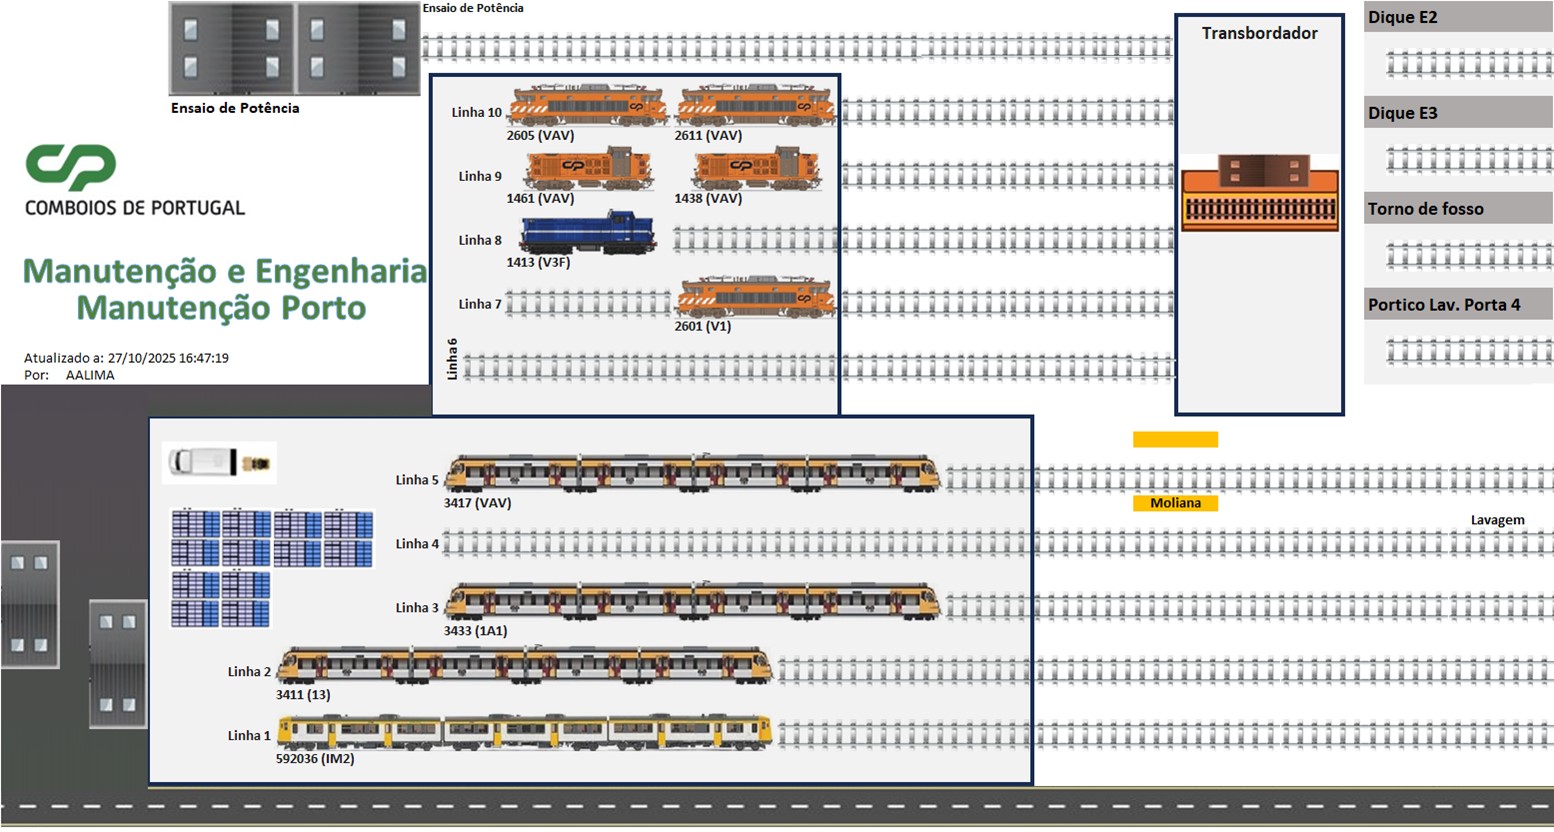 Ensaio de Potência
Ensaio de Potência
CP
COMBOIOS DE PORTUGAL
Manutenção e Engenharia
Manutenção Porto
Atualizado a: 27/10/2025 16:47:19
Por: AALIMA
Linha 10
2605 (VAV)
2611 (VAV)
Linha 9
1461 (VAV)
1438 (VAV)
Linha 8
1413 (V3F)
Linha 7
2601 (V1)
Linha6
Transbordador
Dique E2
Dique E3
Torno de fosso
Portico Lav. Porta 4
Linha 5
3417 (VAV)
Moliana
Lavagem
Linha 4
Linha 3
3433 (1A1)
Linha 2
3411 (13)
Linha 1
592036 (IM2)